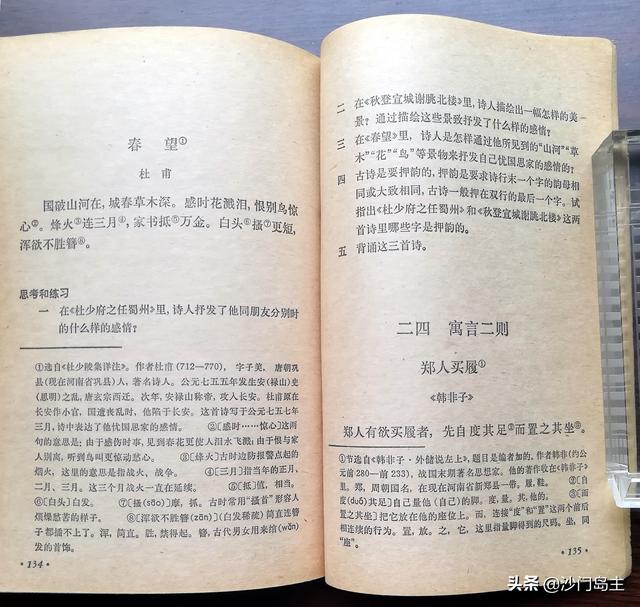 春望①
杜甫
国破山河在，城春草木深。感时花溅泪，恨别鸟惊
心②。烽火③连三月④，家书抵⑤万金。白头⑥搔⑦更短，
浑欲不胜簪⑧。
思考和练习
一 在《杜少府之任蜀州》里，诗人抒发了他同朋友分别时
的什么样的感情？
①选自《杜少陵集详注》。作者杜甫(712—770)，字子美，唐朝巩
县(现在河南省巩县)人，著名诗人。公元七五五年发生安(禄山)史
(思明)之乱，唐玄宗西迁。次年，安禄山称帝，攻入长安。杜甫原在
长安作小官，国遭丧乱时，他陷于长安。这首诗写于公元七五七年三
月，诗中表达了他忧国思家的感情。 ②〔感时……惊心〕这两
句的意思是：由于感伤时事，见到春花更使人泪水飞溅；由于恨与家
人别离，听到鸟叫更觉惊动愁心。 ③〔烽火〕古时边防报警点起的
烟火，这里的意思是指战火、战争。 ④〔三月〕指当年的正月、
二月、三月。这三个月战火一直在延续。 ⑤〔抵〕值，相当。
⑥〔白头〕白发。 ⑦〔搔(sāo)〕摩，抓。古时常用“搔首”形容人
烦燥愁苦的样子。 ⑧〔浑欲不胜簪(zān)〕(白发稀疏)简直连簪
子都插不上了。浑，简直。胜，禁得起。簪，古代男女用来绾(wǎn)
发的首饰。
·134·
二 在《秋登宣城谢朓北楼》里，诗人描绘出一幅怎样的美
景？通过描绘这些景致抒发了什么样的感情？
三 在《春望》里，诗人是怎样通过他所见到的“山河”“草
木”“花”“鸟”等景物来抒发自己忧国思家的感情的？
四 古诗是要押韵的，押韵是要求诗行末一个字的韵母相
同或大致相同，古诗一般押在双行的最后一个字。试
指出《杜少府之任蜀州》和《秋登宣城谢朓北楼》这两
首诗里哪些字是押韵的。
五 背诵这三首诗。
二四 寓言二则
郑人买履①
《韩非子》
郑人有欲买履者，先自度其足②而置之其坐③。
①节选自《韩非子·外储说左上》。题目是编者加的。作者韩非(约公
元前280—前233)，战国末期著名思想家。他的著作收在《韩非子》
里。郑，周朝国名，在现在河南省新郑县一带。履，鞋。 ②〔自
度(duó)其足〕自己量他(自己)的脚。度，量。其，他的。 ③〔而
置之其坐〕把它放在他的座位上。而，连接“度”和“置”这两个前后
相连续的行为。置，放。之，它，这里指量脚得到的尺码。坐，同
“座”。
·135·
头条 @沙门岛主